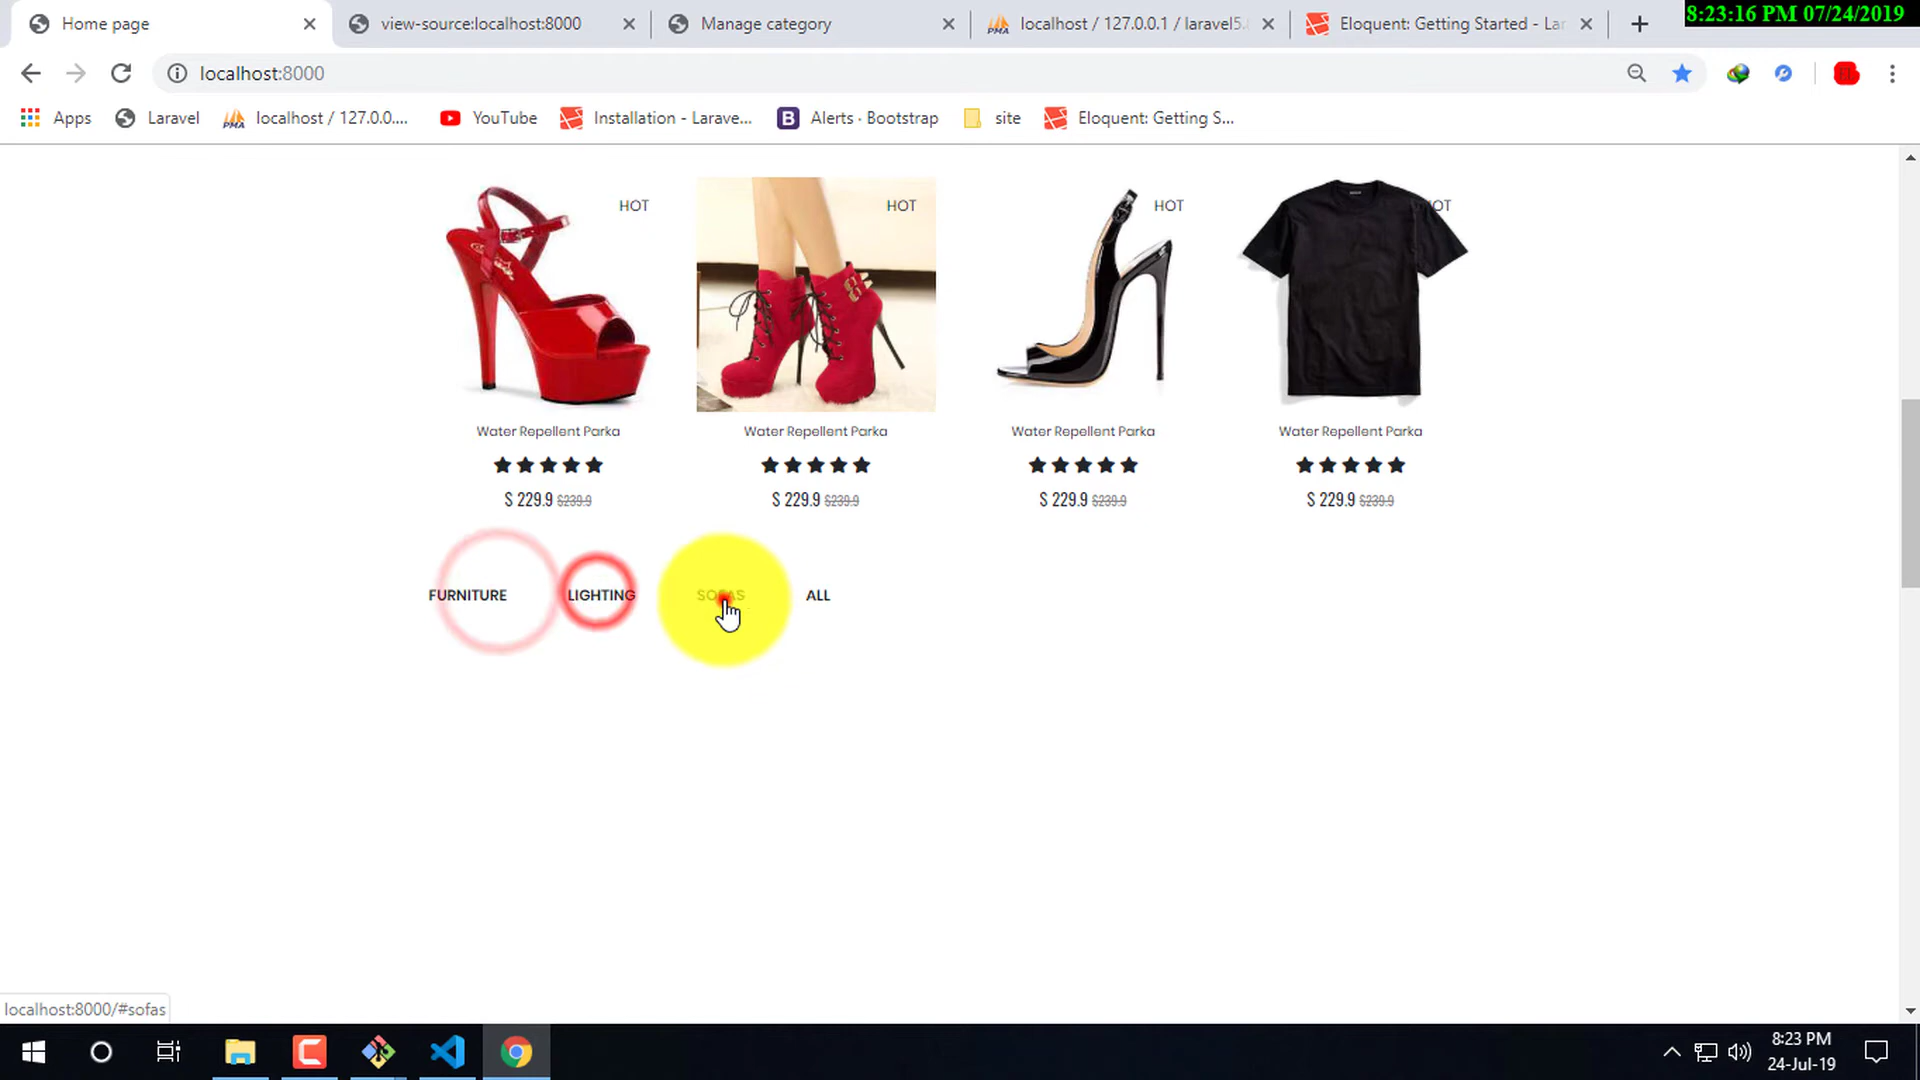 8:23:16 PM 07/24/2019
Home page
view-source:localhost:8000
Manage category
localhost / 127.0.0.1 / laravel5.
Eloquent: Getting Started - La
localhost:8000
Apps
Laravel
localhost / 127.0.0....
YouTube
Installation - Larave...
B Alerts · Bootstrap
site
Eloquent: Getting S...
HOT
HOT
HOT
HOT
Water Repellent Parka
Water Repellent Parka
Water Repellent Parka
Water Repellent Parka
$ 229.9 $239.9
$ 229.9 $239.9
$ 229.9 $239.9
$ 229.9 $239.9
FURNITURE
LIGHTING
SOFAS
ALL
localhost:8000/#sofas
8:23 PM
24-Jul-19